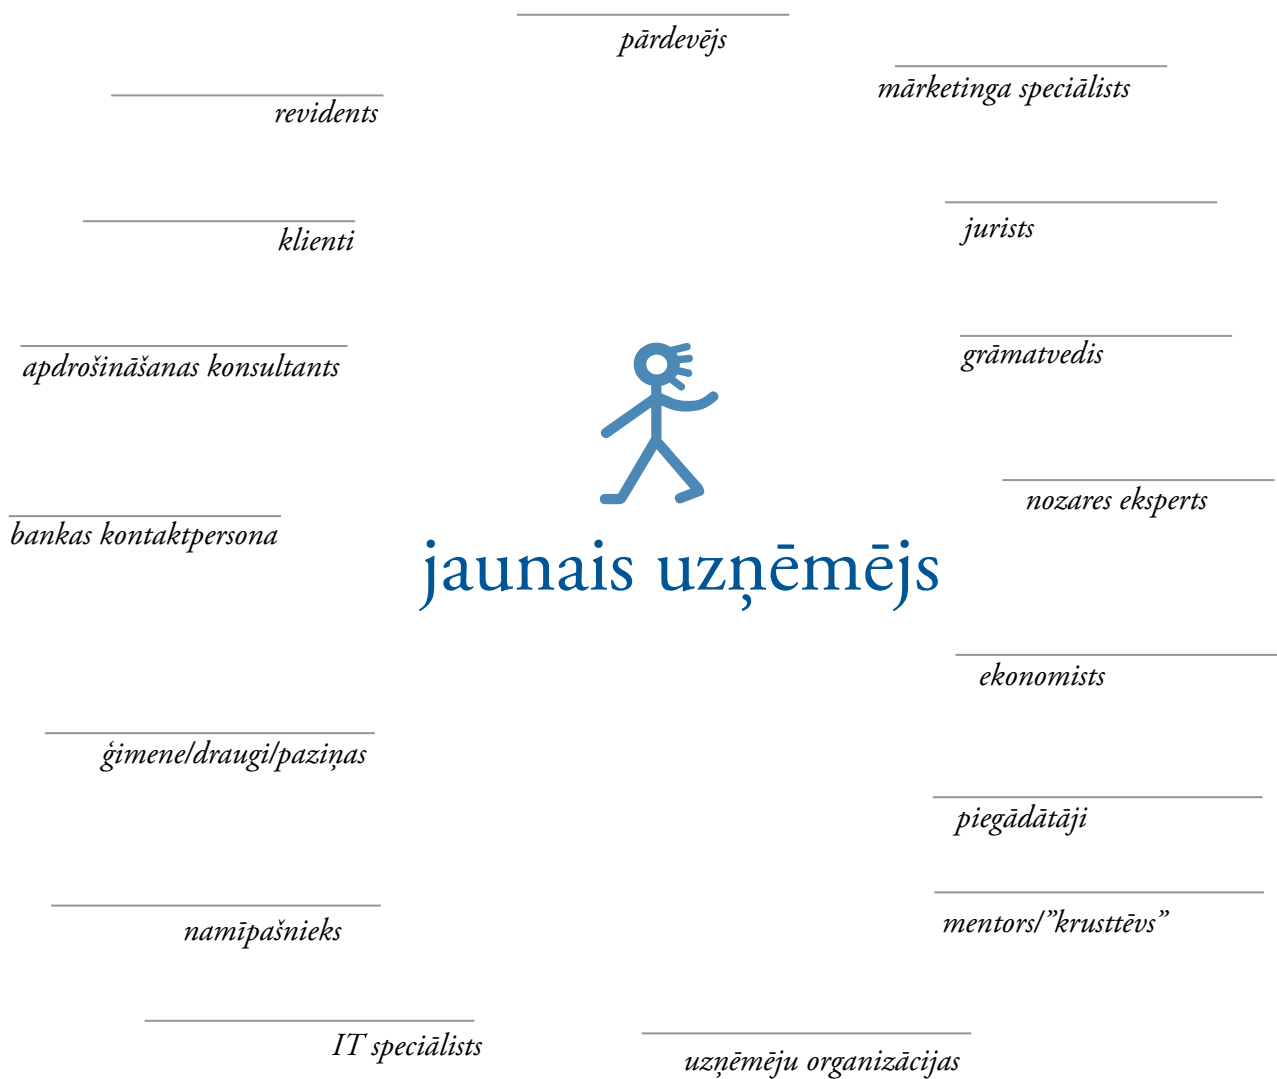 pārdevējs
mārketinga speciālists
revidents
jurists
klienti
grāmatvedis
apdrošināšanas konsultants
nozares eksperts
bankas kontaktpersona
jaunais uzņēmējs
ekonomists
ģimene/draugi/paziņas
piegādātāji
mentors/”krusttēvs”
namīpašnieks
IT speciālists
uzņēmēju organizācijas